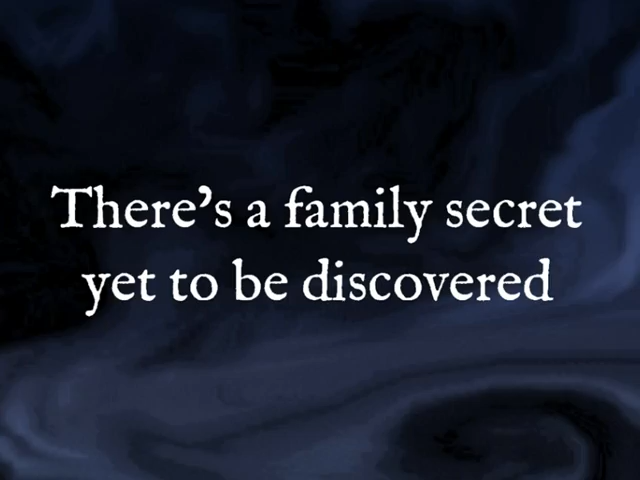 There’s a family secret
yet to be discovered